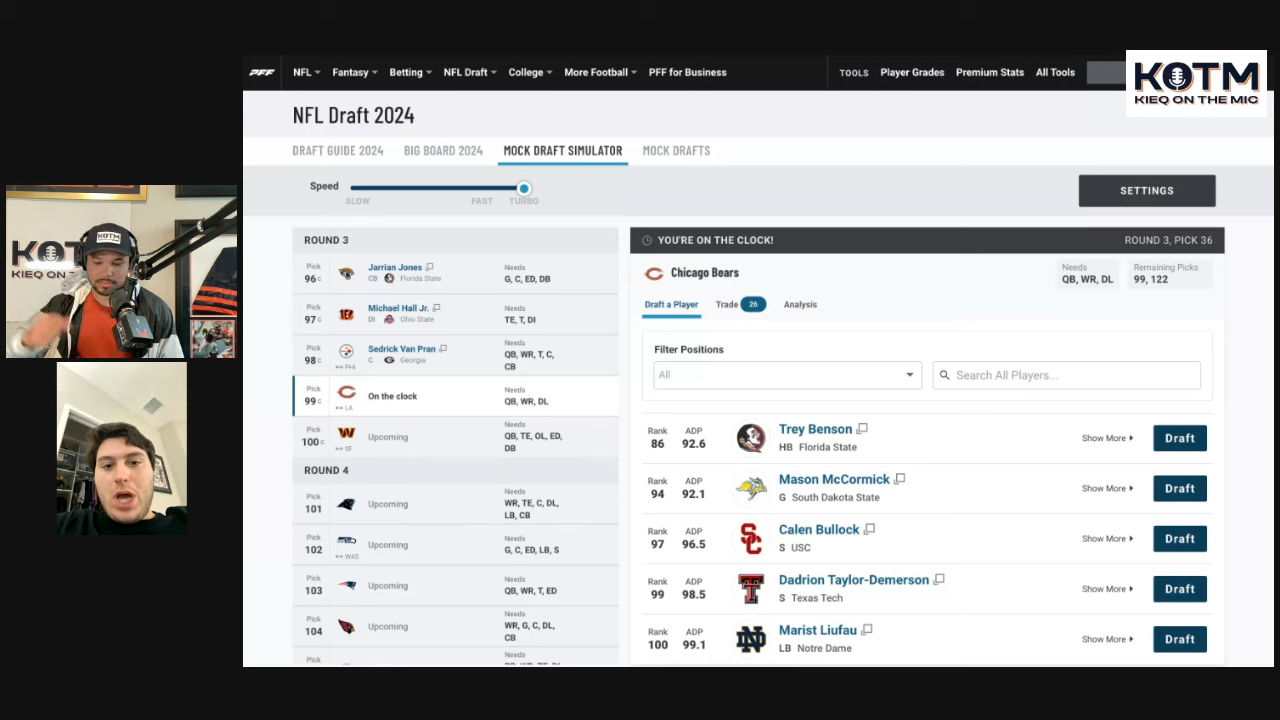 PFF
NFL
Fantasy
Betting
NFL Draft
College
More Football
PFF for Business
TOOLS
Player Grades
Premium Stats
All Tools
KOTM
KIEQ ON THE MIC
NFL Draft 2024
DRAFT GUIDE 2024
BIG BOARD 2024
MOCK DRAFT SIMULATOR
MOCK DRAFTS
Speed
SLOW
FAST
TURBO
SETTINGS
ROUND 3
Pick
96 C
Jarrian Jones
CB Florida State
Needs
G, C, ED, DB
Pick
97 C
Michael Hall Jr.
DI Ohio State
Needs
TE, T, DI
Pick
98 C
PHI
Sedrick Van Pran
C Georgia
Needs
QB, WR, T, C,
CB
Pick
99 C
LA
On the clock
Needs
QB, WR, DL
Pick
100 C
SF
Upcoming
Needs
QB, TE, OL, ED,
DB
ROUND 4
Pick
101
Upcoming
Needs
WR, TE, C, DL,
LB, CB
Pick
102
WAS
Upcoming
Needs
G, C, ED, LB, S
Pick
103
Upcoming
Needs
QB, WR, T, ED
Pick
104
Upcoming
Needs
WR, G, C, DL,
CB
Pick
Needs
YOU'RE ON THE CLOCK!
ROUND 3, PICK 36
Chicago Bears
Needs
QB, WR, DL
Remaining Picks
99, 122
Draft a Player
Trade 26
Analysis
Filter Positions
All
Search All Players...
Rank
86
ADP
92.6
Trey Benson
HB Florida State
Show More
Draft
Rank
94
ADP
92.1
Mason McCormick
G South Dakota State
Show More
Draft
Rank
97
ADP
96.5
Calen Bullock
S USC
Show More
Draft
Rank
99
ADP
98.5
Dadrion Taylor-Demerson
S Texas Tech
Show More
Draft
Rank
100
ADP
99.1
Marist Liufau
LB Notre Dame
Show More
Draft
KOTM